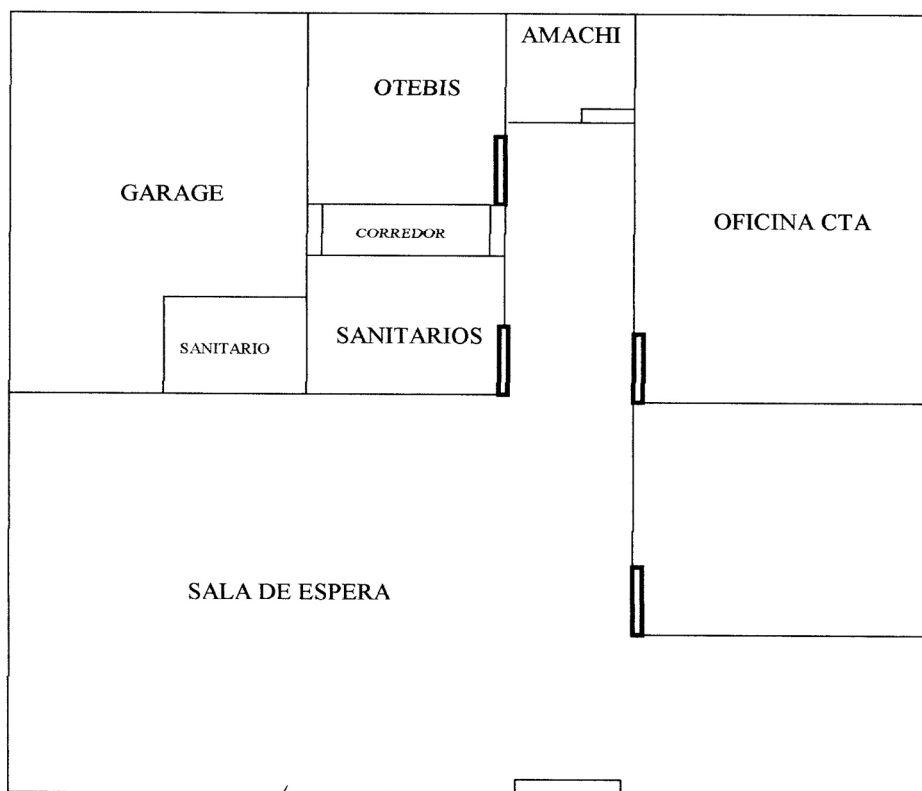 AMACHI
OTEBIS
GARAGE
OFICINA CTA
CORREDOR
SANITARIOS
SANITARIO
SALA DE ESPERA